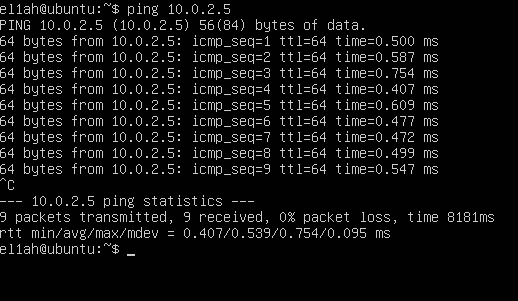 el1ah@ubuntu:~$ ping 10.0.2.5
PING 10.0.2.5 (10.0.2.5) 56(84) bytes of data.
64 bytes from 10.0.2.5: icmp_seq=1 ttl=64 time=0.500 ms
64 bytes from 10.0.2.5: icmp_seq=2 ttl=64 time=0.587 ms
64 bytes from 10.0.2.5: icmp_seq=3 ttl=64 time=0.754 ms
64 bytes from 10.0.2.5: icmp_seq=4 ttl=64 time=0.407 ms
64 bytes from 10.0.2.5: icmp_seq=5 ttl=64 time=0.609 ms
64 bytes from 10.0.2.5: icmp_seq=6 ttl=64 time=0.477 ms
64 bytes from 10.0.2.5: icmp_seq=7 ttl=64 time=0.472 ms
64 bytes from 10.0.2.5: icmp_seq=8 ttl=64 time=0.499 ms
64 bytes from 10.0.2.5: icmp_seq=9 ttl=64 time=0.547 ms
^C
--- 10.0.2.5 ping statistics ---
9 packets transmitted, 9 received, 0% packet loss, time 8181ms
rtt min/avg/max/mdev = 0.407/0.539/0.754/0.095 ms
el1ah@ubuntu:~$ _